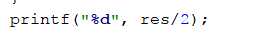 printf("%d", res/2);